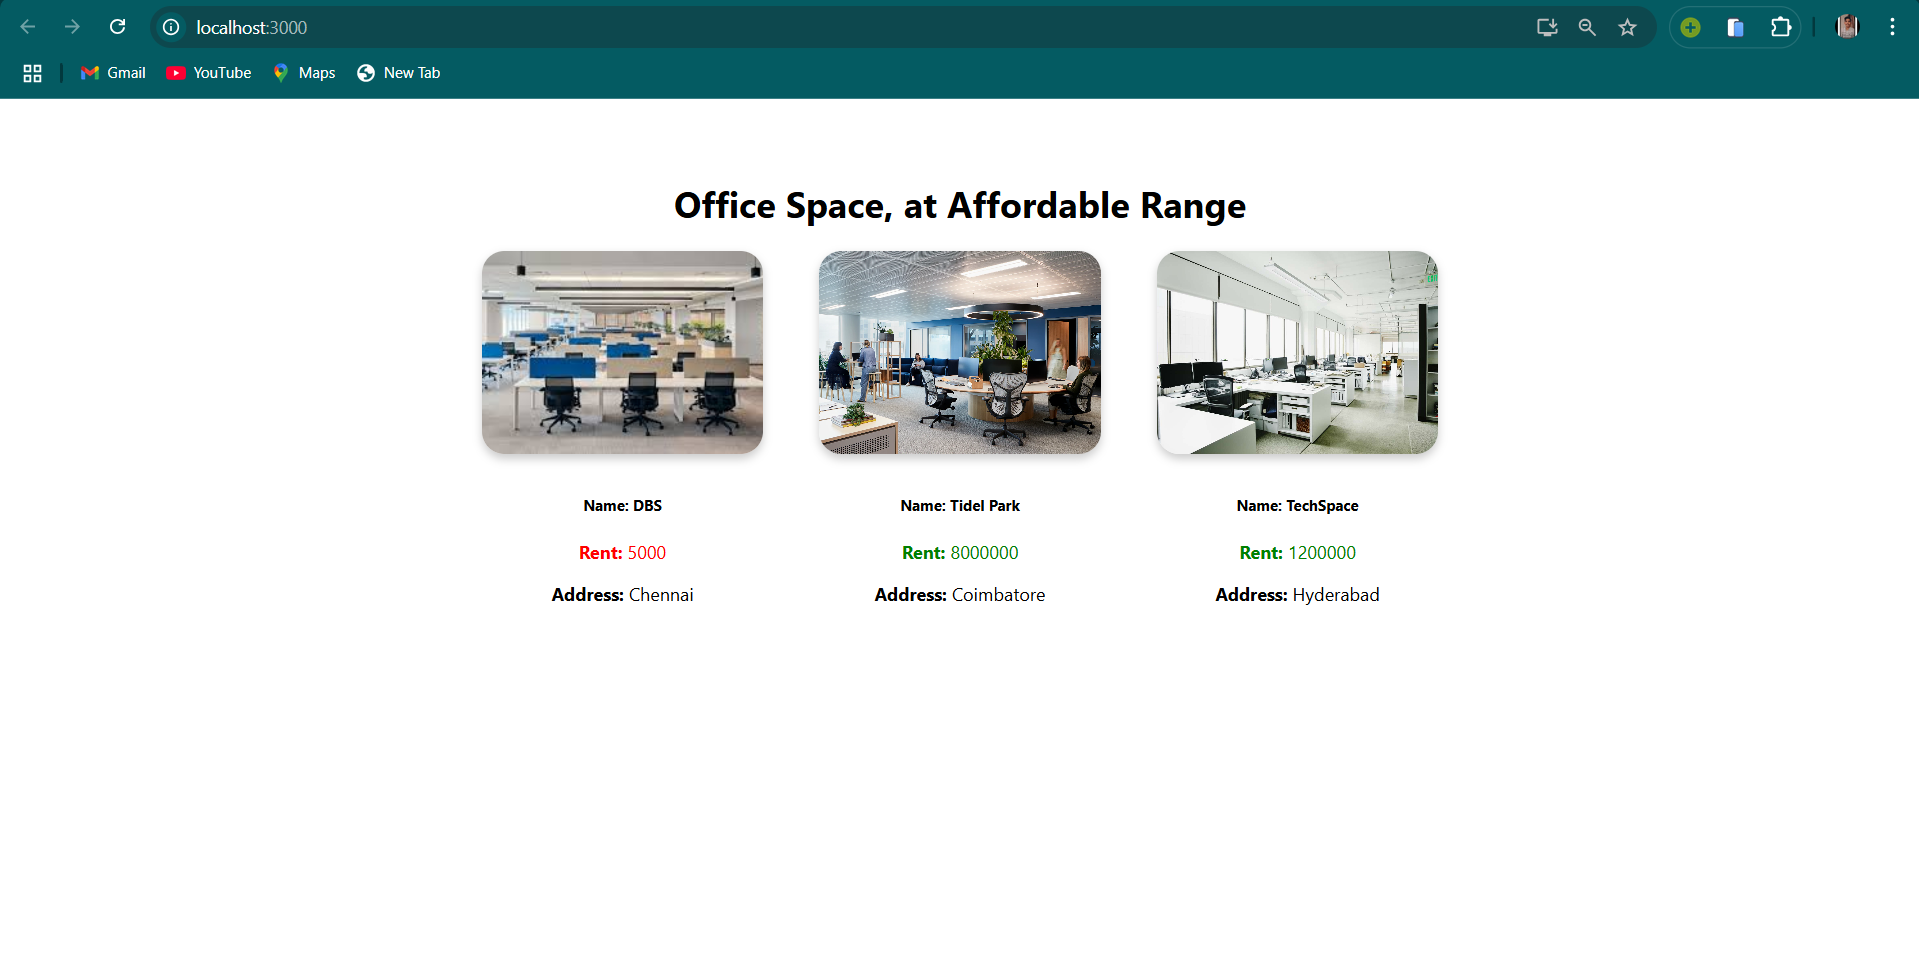 localhost:3000
Gmail YouTube Maps New Tab
Office Space, at Affordable Range
Name: DBS
Rent: 5000
Address: Chennai
Name: Tidel Park
Rent: 8000000
Address: Coimbatore
Name: TechSpace
Rent: 1200000
Address: Hyderabad